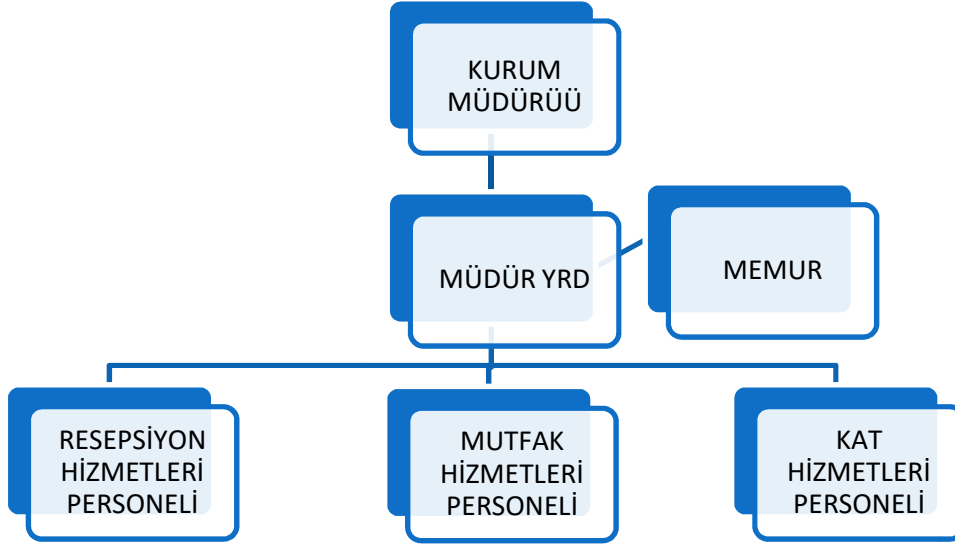 KURUM
MÜDÜRÜÜ
MÜDÜR YRD
MEMUR
RESEPSİYON
HİZMETLERİ
PERSONELİ
MUTFAK
HİZMETLERİ
PERSONELİ
KAT
HİZMETLERİ
PERSONELİ